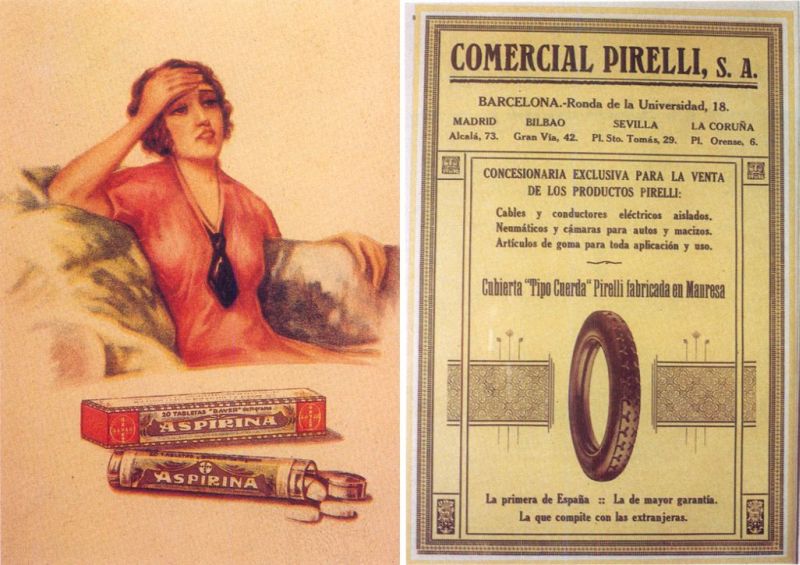 20 TABLETAS "BAYER"
ASPIRINA
BAYER
BAYER
20 TABLETAS
ASPIRINA
COMERCIAL PIRELLI, S. A.
BARCELONA.-Ronda de la Universidad, 18.
MADRID BILBAO SEVILLA LA CORUÑA
Alcalá, 73. Gran Vía, 42. Pl. Sto. Tomás, 29. Pl. Orense, 6.
CONCESIONARIA EXCLUSIVA PARA LA VENTA
DE LOS PRODUCTOS PIRELLI:
Cables y conductores eléctricos aislados.
Neumáticos y cámaras para autos y macizos.
Artículos de goma para toda aplicación y uso.
Cubierta "Tipo Cuerda" Pirelli fabricada en Manresa
La primera de España :: La de mayor garantía.
La que compite con las extranjeras.